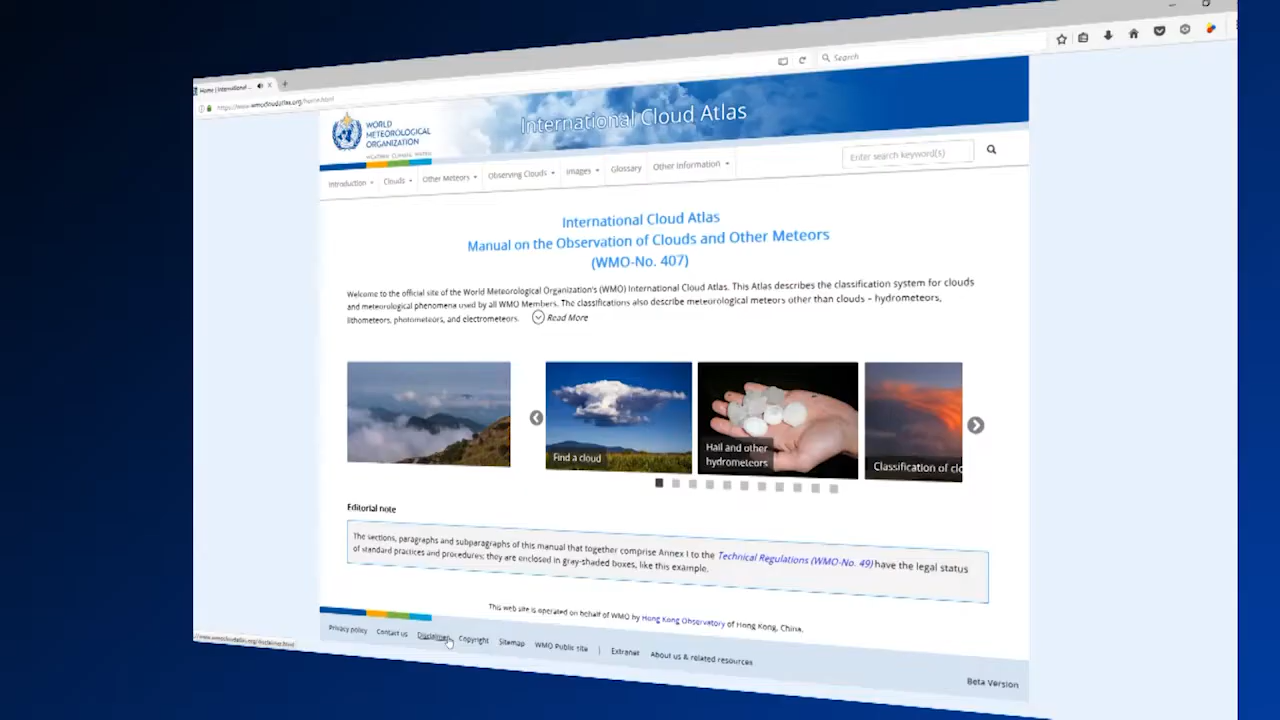 Home | International ...
https://www.wmocloudatlas.org/home.html
Search
WORLD
METEOROLOGICAL
ORGANIZATION
WEATHER CLIMATE WATER
International Cloud Atlas
Enter search keyword(s)
Introduction
Clouds
Other Meteors
Observing Clouds
Images
Glossary
Other Information
International Cloud Atlas
Manual on the Observation of Clouds and Other Meteors
(WMO-No. 407)
Welcome to the official site of the World Meteorological Organization's (WMO) International Cloud Atlas. This Atlas describes the classification system for clouds
and meteorological phenomena used by all WMO Members. The classifications also describe meteorological meteors other than clouds – hydrometeors,
lithometeors, photometeors, and electrometeors. Read More
Find a cloud
Hail and other
hydrometeors
Classification of clo
Editorial note
The sections, paragraphs and subparagraphs of this manual that together comprise Annex I to the Technical Regulations (WMO-No. 49) have the legal status
of standard practices and procedures; they are enclosed in gray-shaded boxes, like this example.
This web site is operated on behalf of WMO by Hong Kong Observatory of Hong Kong, China.
Privacy policy Contact us Disclaimer Copyright Sitemap WMO Public site | Extranet About us & related resources
Beta Version
//www.wmocloudatlas.org/disclaimer.html